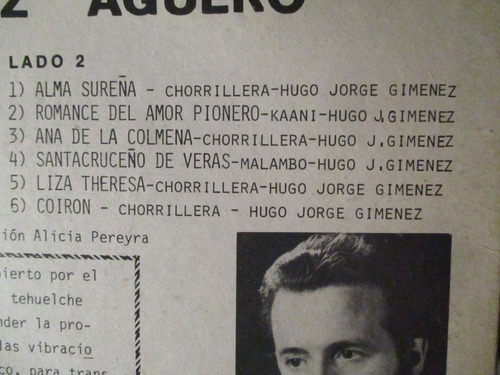 Z AGUERO
LADO 2
1) ALMA SUREÑA - CHORRILLERA-HUGO JORGE GIMENEZ
2) ROMANCE DEL AMOR PIONERO-KAANI-HUGO J.GIMENEZ
3) ANA DE LA COLMENA-CHORRILLERA-HUGO J.GIMENEZ
4) SANTACRUCEÑO DE VERAS-MALAMBO-HUGO J.GIMENEZ
5) LIZA THERESA-CHORRILLERA-HUGO JORGE GIMENEZ
6) COIRON - CHORRILLERA - HUGO JORGE GIMENEZ
ión Alicia Pereyra
bierto por el
tehuelche
nder la pro-
las vibracio
co, para trans